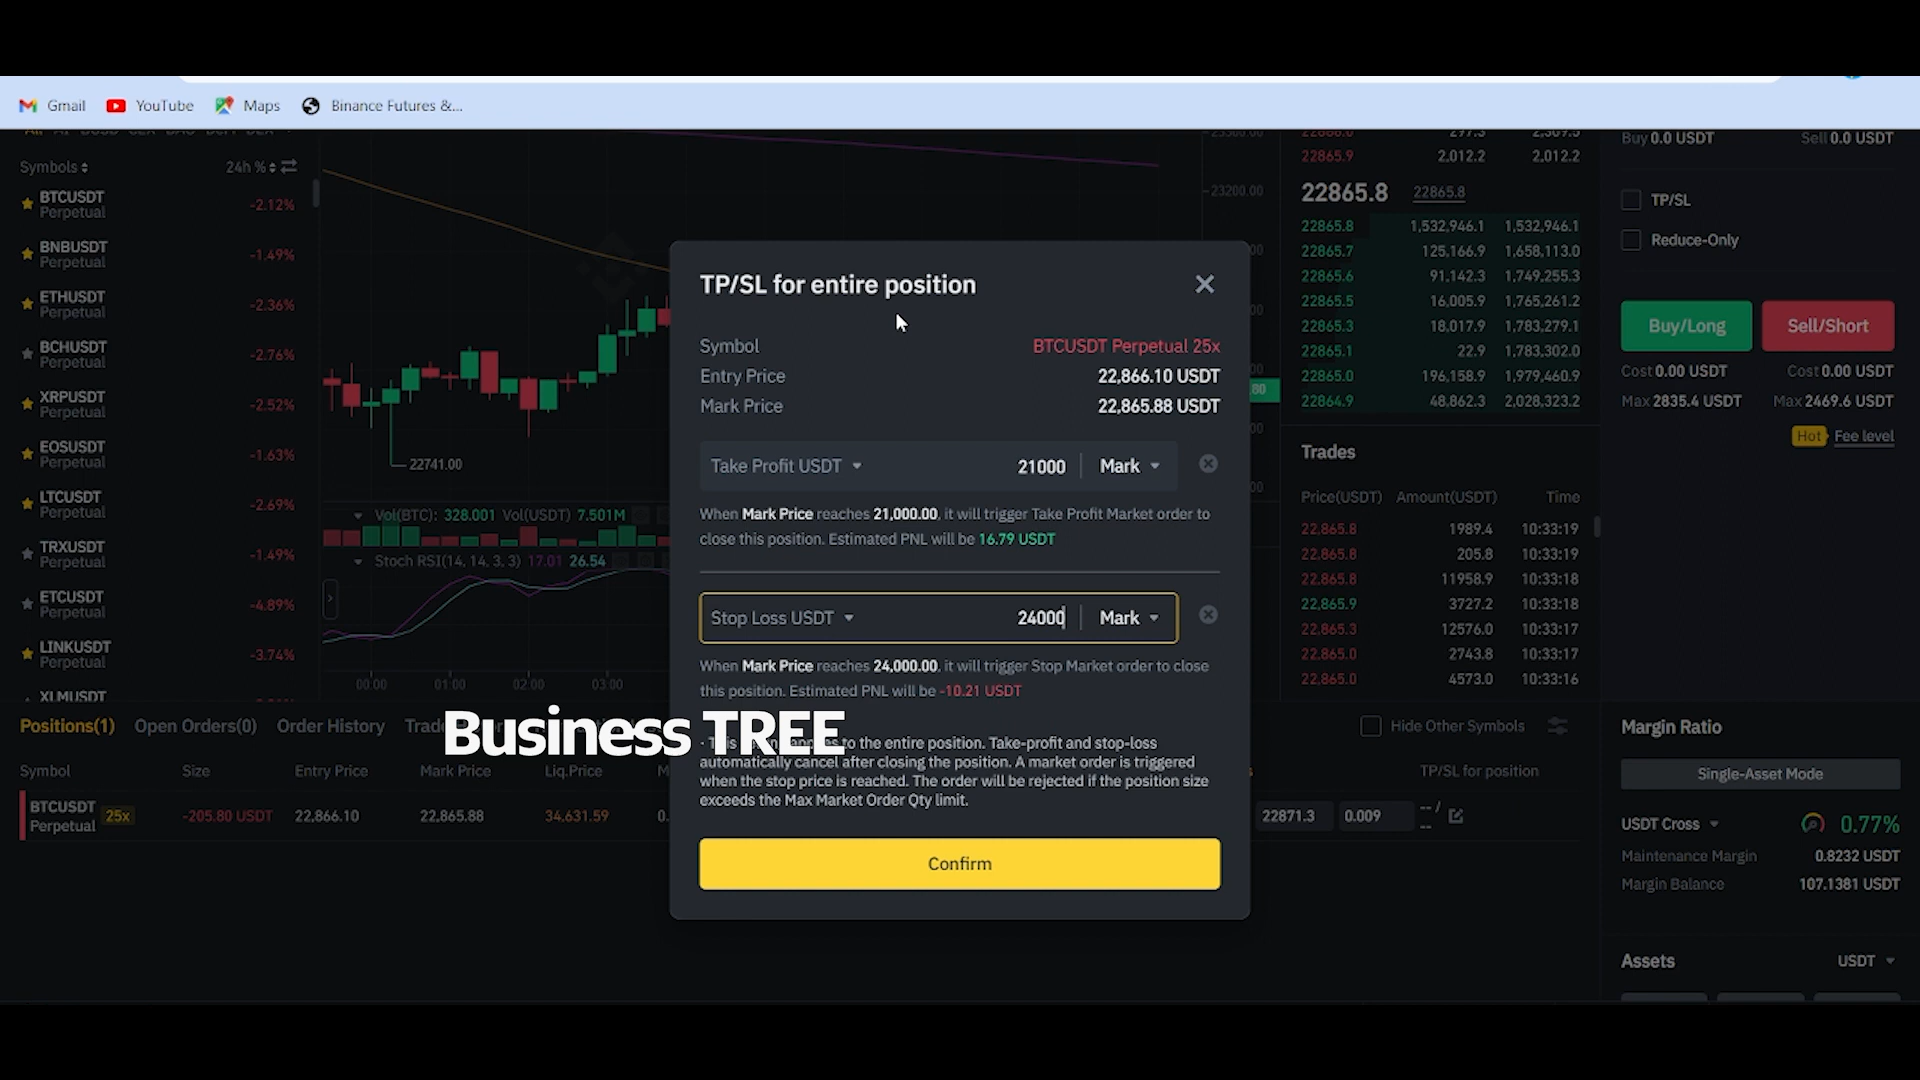 Gmail YouTube Maps Binance Futures &...
Symbols 24h %
BTCUSDT
Perpetual
-2.12%
BNBUSDT
Perpetual
-1.49%
ETHUSDT
Perpetual
-2.36%
BCHUSDT
Perpetual
-2.76%
XRPUSDT
Perpetual
-2.52%
EOSUSDT
Perpetual
-1.63%
LTCUSDT
Perpetual
-2.69%
TRXUSDT
Perpetual
-1.49%
ETCUSDT
Perpetual
-4.89%
LINKUSDT
Perpetual
-3.74%
XLMUSDT
23200.00
22741.00
Vol(BTC): 328.001 Vol(USDT) 7.501M
Stoch RSI(14, 14, 3, 3) 17.01 26.54
00:00 01:00 02:00 03:00
TP/SL for entire position
Symbol BTCUSDT Perpetual 25x
Entry Price 22,866.10 USDT
Mark Price 22,865.88 USDT
Take Profit USDT 21000 Mark
When Mark Price reaches 21,000.00, it will trigger Take Profit Market order to
close this position. Estimated PNL will be 16.79 USDT
Stop Loss USDT 24000 Mark
When Mark Price reaches 24,000.00, it will trigger Stop Market order to close
this position. Estimated PNL will be -10.21 USDT
Business TREE
to the entire position. Take-profit and stop-loss
automatically cancel after closing the position. A market order is triggered
when the stop price is reached. The order will be rejected if the position size
exceeds the Max Market Order Qty limit.
Confirm
22865.9 2,012.2 2,012.2
22865.8 22865.8
22865.8 1,532,946.1 1,532,946.1
22865.7 125,166.9 1,658,113.0
22865.6 91,142.3 1,749,255.3
22865.5 16,005.9 1,765,261.2
22865.3 18,017.9 1,783,279.1
22865.1 22.9 1,783,302.0
22865.0 196,158.9 1,979,460.9
22864.9 48,862.3 2,028,323.2
Trades
Price(USDT) Amount(USDT) Time
22,865.8 1989.4 10:33:19
22,865.8 205.8 10:33:19
22,865.8 11958.9 10:33:18
22,865.9 3727.2 10:33:18
22,865.3 12576.0 10:33:17
22,865.0 2743.8 10:33:17
22,865.0 4573.0 10:33:16
Buy 0.0 USDT Sell 0.0 USDT
TP/SL
Reduce-Only
Buy/Long Sell/Short
Cost 0.00 USDT Cost 0.00 USDT
Max 2835.4 USDT Max 2469.6 USDT
Hot Fee level
Positions(1) Open Orders(0) Order History
Hide Other Symbols
Symbol Size Entry Price Mark Price Liq.Price TP/SL for position
BTCUSDT
Perpetual
25x -205.80 USDT 22,866.10 22,865.88 34,631.59 22871.3 0.009 -- /
--
Margin Ratio
Single-Asset Mode
USDT Cross 0.77%
Maintenance Margin 0.8232 USDT
Margin Balance 107.1381 USDT
Assets USDT